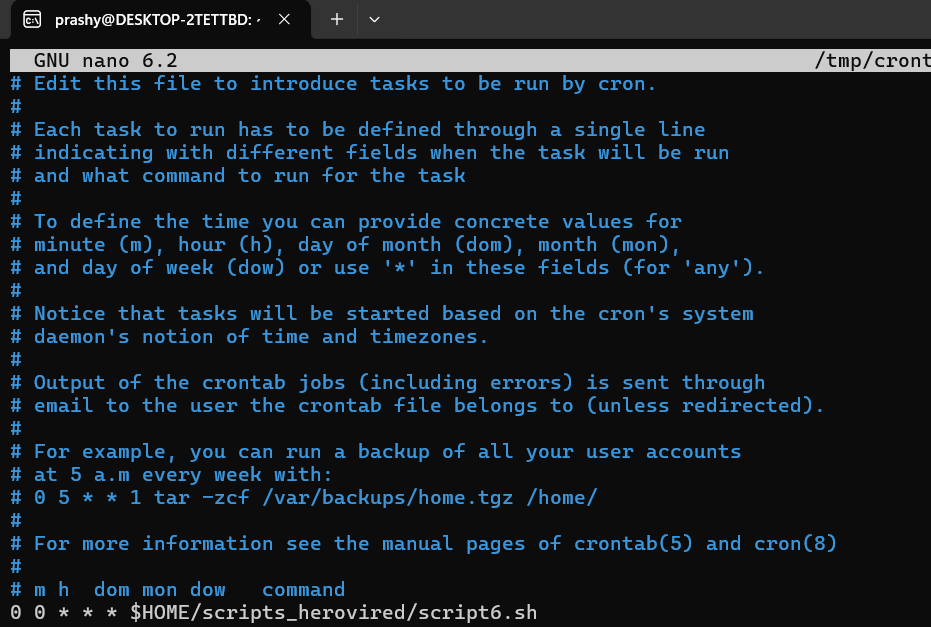 prashy@DESKTOP-2TETTBD:
GNU nano 6.2 /tmp/cront
# Edit this file to introduce tasks to be run by cron.
#
# Each task to run has to be defined through a single line
# indicating with different fields when the task will be run
# and what command to run for the task
#
# To define the time you can provide concrete values for
# minute (m), hour (h), day of month (dom), month (mon),
# and day of week (dow) or use '*' in these fields (for 'any').
#
# Notice that tasks will be started based on the cron's system
# daemon's notion of time and timezones.
#
# Output of the crontab jobs (including errors) is sent through
# email to the user the crontab file belongs to (unless redirected).
#
# For example, you can run a backup of all your user accounts
# at 5 a.m every week with:
# 0 5 * * 1 tar -zcf /var/backups/home.tgz /home/
#
# For more information see the manual pages of crontab(5) and cron(8)
#
# m h  dom mon dow   command
0 0 * * * $HOME/scripts_herovired/script6.sh